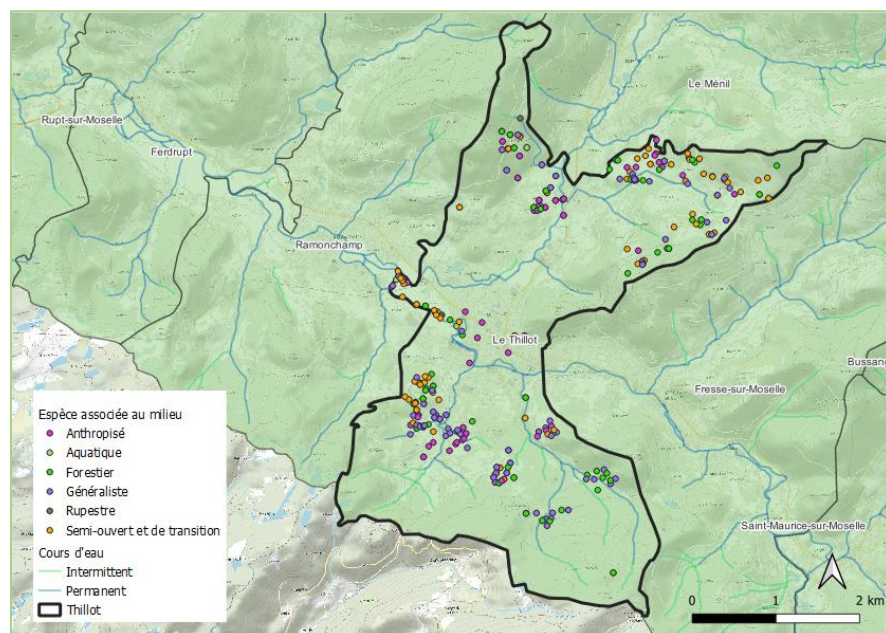 Le Ménil
Rupt-sur-Moselle
Ferdrupt
Ramonchamp
Le Thillot
Bussang
Fresse-sur-Moselle
Saint-Maurice-sur-Moselle
Espèce associée au milieu
Anthropisé
Aquatique
Forestier
Généraliste
Rupestre
Semi-ouvert et de transition
Cours d'eau
Intermittent
Permanent
Thillot
0 1 2 km